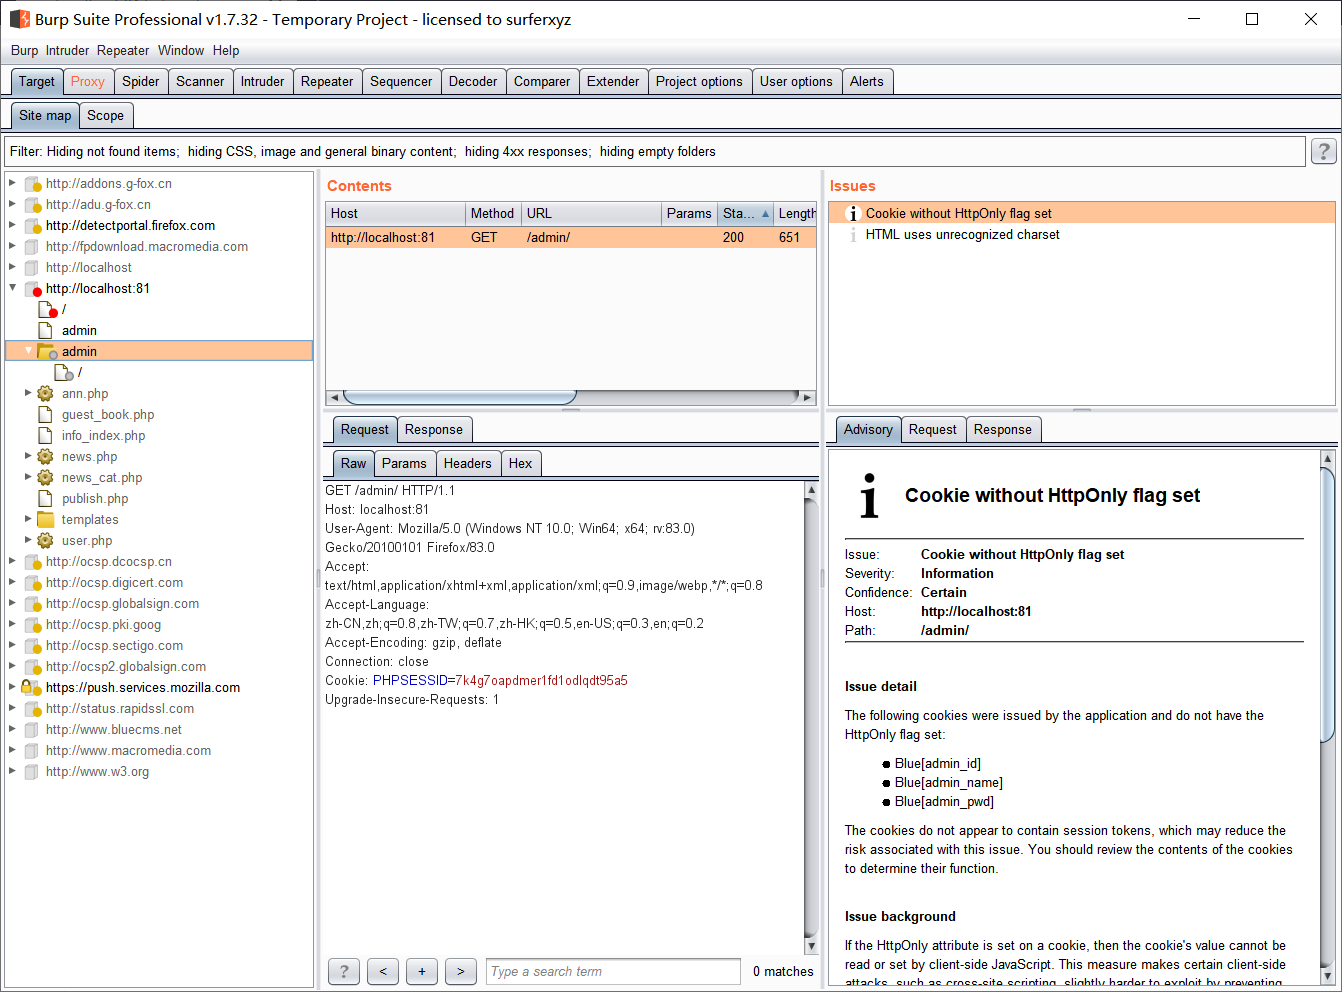 Burp Suite Professional v1.7.32 - Temporary Project - licensed to surferxyz
Burp Intruder Repeater Window Help
Target Proxy Spider Scanner Intruder Repeater Sequencer Decoder Comparer Extender Project options User options Alerts
Site map Scope
Filter: Hiding not found items; hiding CSS, image and general binary content; hiding 4xx responses; hiding empty folders
?
http://addons.g-fox.cn
http://adu.g-fox.cn
http://detectportal.firefox.com
http://fpdownload.macromedia.com
http://localhost
http://localhost:81
/
admin
admin
/
ann.php
guest_book.php
info_index.php
news.php
news_cat.php
publish.php
templates
user.php
http://ocsp.dcocsp.cn
http://ocsp.digicert.com
http://ocsp.globalsign.com
http://ocsp.pki.goog
http://ocsp.sectigo.com
http://ocsp2.globalsign.com
https://push.services.mozilla.com
http://status.rapidssl.com
http://www.bluecms.net
http://www.macromedia.com
http://www.w3.org
Contents
Host Method URL Params Sta... Length
http://localhost:81 GET /admin/ 200 651
Request Response
Raw Params Headers Hex
GET /admin/ HTTP/1.1
Host: localhost:81
User-Agent: Mozilla/5.0 (Windows NT 10.0; Win64; x64; rv:83.0)
Gecko/20100101 Firefox/83.0
Accept:
text/html,application/xhtml+xml,application/xml;q=0.9,image/webp,*/*;q=0.8
Accept-Language:
zh-CN,zh;q=0.8,zh-TW;q=0.7,zh-HK;q=0.5,en-US;q=0.3,en;q=0.2
Accept-Encoding: gzip, deflate
Connection: close
Cookie: PHPSESSID=7k4g7oapdmer1fd1odlqdt95a5
Upgrade-Insecure-Requests: 1
? < + > Type a search term 0 matches
Issues
Cookie without HttpOnly flag set
HTML uses unrecognized charset
Advisory Request Response
Cookie without HttpOnly flag set
Issue: Cookie without HttpOnly flag set
Severity: Information
Confidence: Certain
Host: http://localhost:81
Path: /admin/
Issue detail
The following cookies were issued by the application and do not have the
HttpOnly flag set:
Blue[admin_id]
Blue[admin_name]
Blue[admin_pwd]
The cookies do not appear to contain session tokens, which may reduce the
risk associated with this issue. You should review the contents of the cookies
to determine their function.
Issue background
If the HttpOnly attribute is set on a cookie, then the cookie's value cannot be
read or set by client-side JavaScript. This measure makes certain client-side
attacks, such as cross-site scripting, slightly harder to exploit by preventing